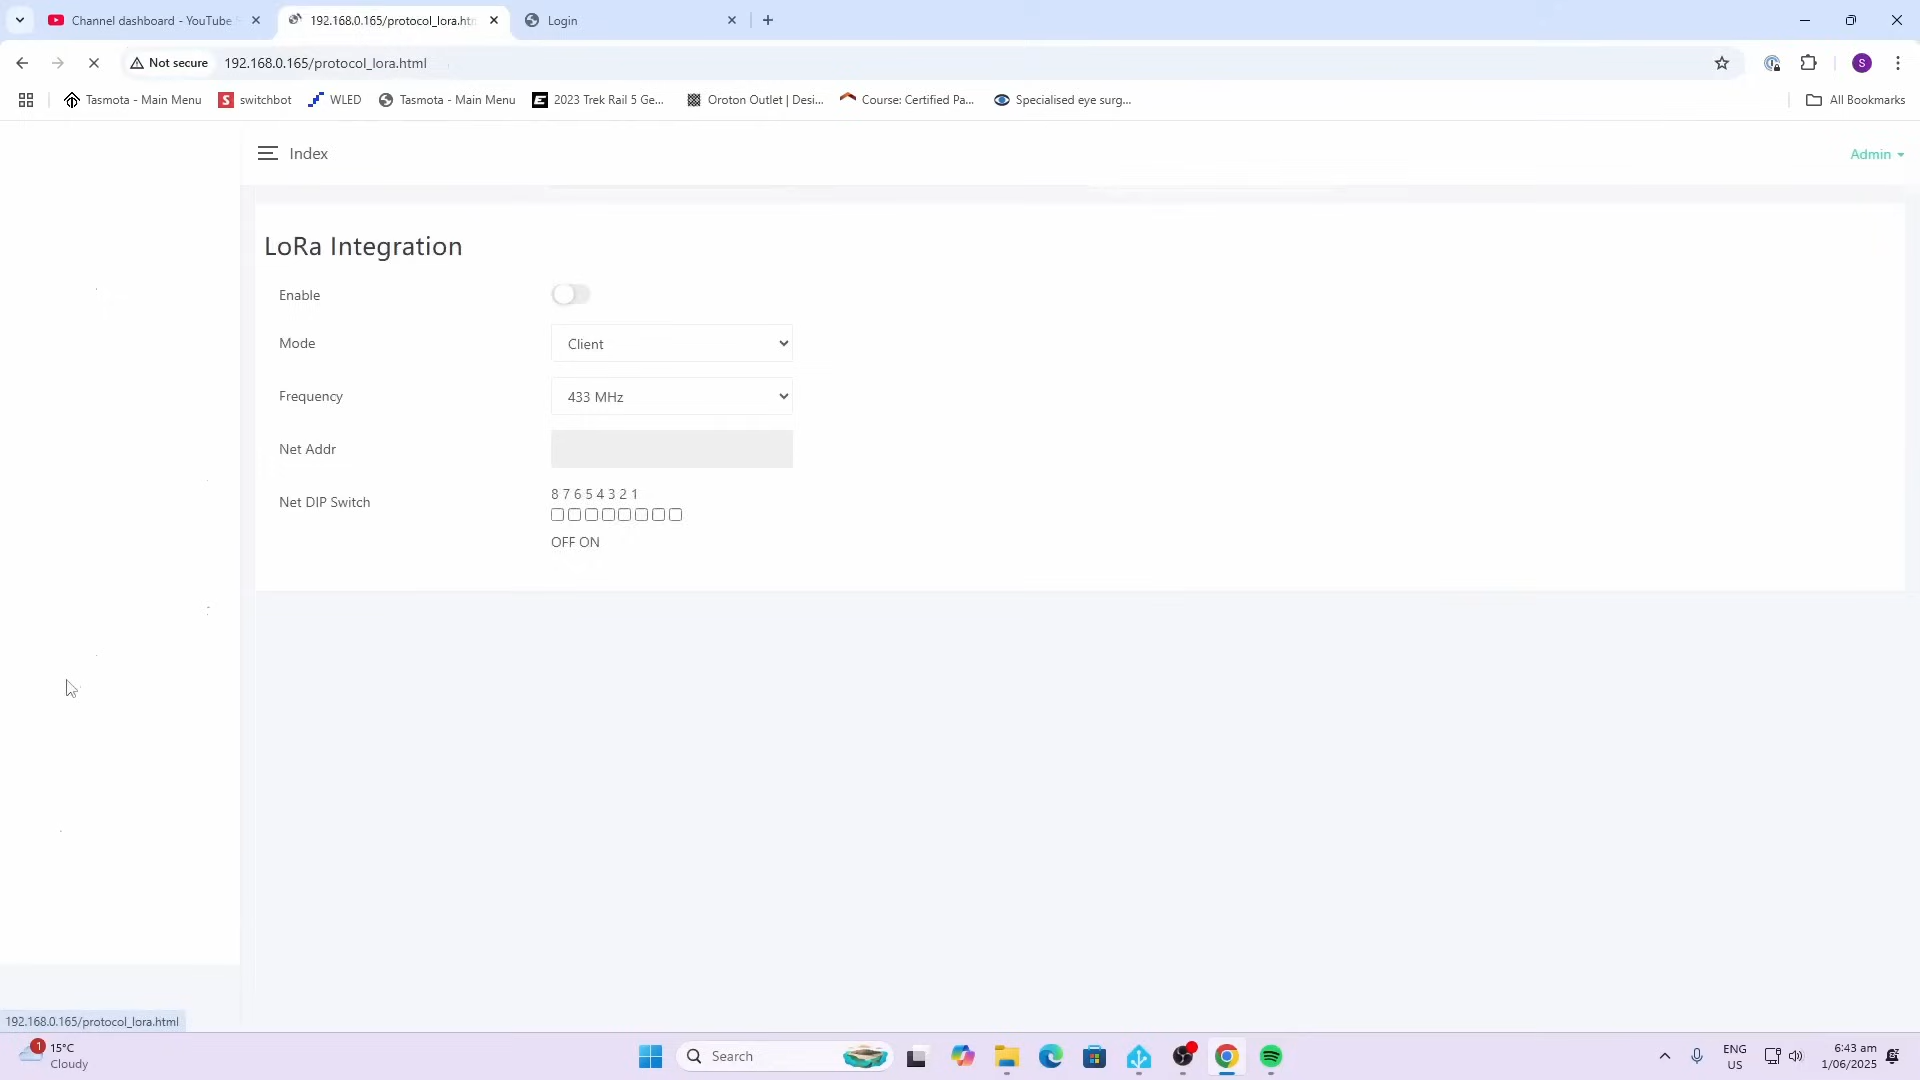 Channel dashboard - YouTube
192.168.0.165/protocol_lora.htm
Login
Not secure
192.168.0.165/protocol_lora.html
Tasmota - Main Menu
switchbot
WLED
Tasmota - Main Menu
2023 Trek Rail 5 Ge...
Oroton Outlet | Desi...
Course: Certified Pa...
Specialised eye surg...
All Bookmarks
Index
Admin
LoRa Integration
Enable
Mode
Client
Frequency
433 MHz
Net Addr
Net DIP Switch
8 7 6 5 4 3 2 1
OFF ON
192.168.0.165/protocol_lora.html
1
15°C
Cloudy
Search
ENG
US
6:43 am
1/06/2025
S